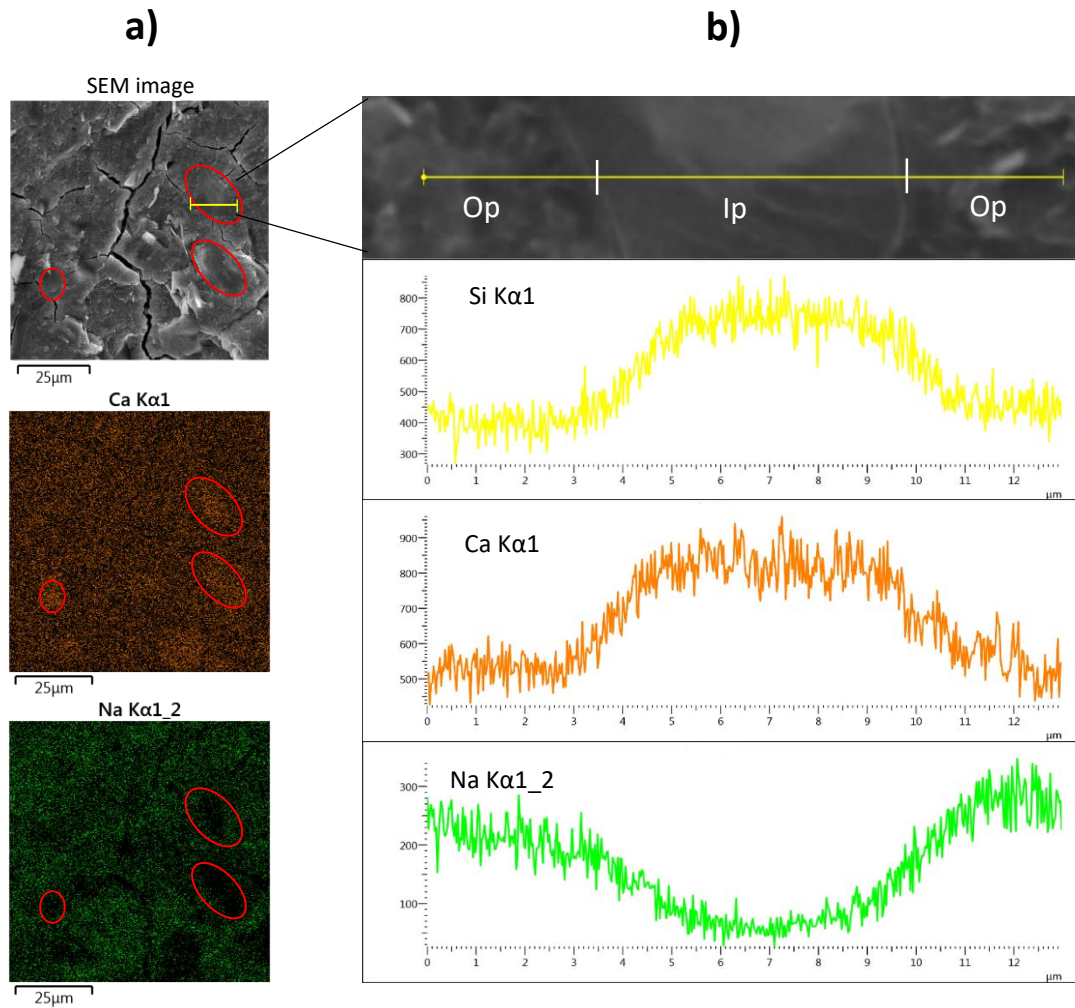 a)
b)
SEM image
25µm
Ca Kα1
25µm
Na Kα1_2
25µm
Op
Ip
Op
Si Kα1
800
700
600
500
400
300
0 1 2 3 4 5 6 7 8 9 10 11 12
µm
Ca Kα1
900
800
700
600
500
0 1 2 3 4 5 6 7 8 9 10 11 12
µm
Na Kα1_2
300
200
100
0 1 2 3 4 5 6 7 8 9 10 11 12
µm